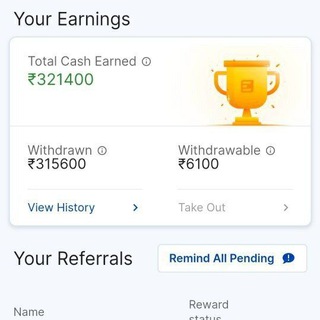 Your Earnings
Total Cash Earned
₹321400
Withdrawn
Withdrawable
₹315600
₹6100
View History
Take Out
Your Referrals
Remind All Pending
Name
Reward
status